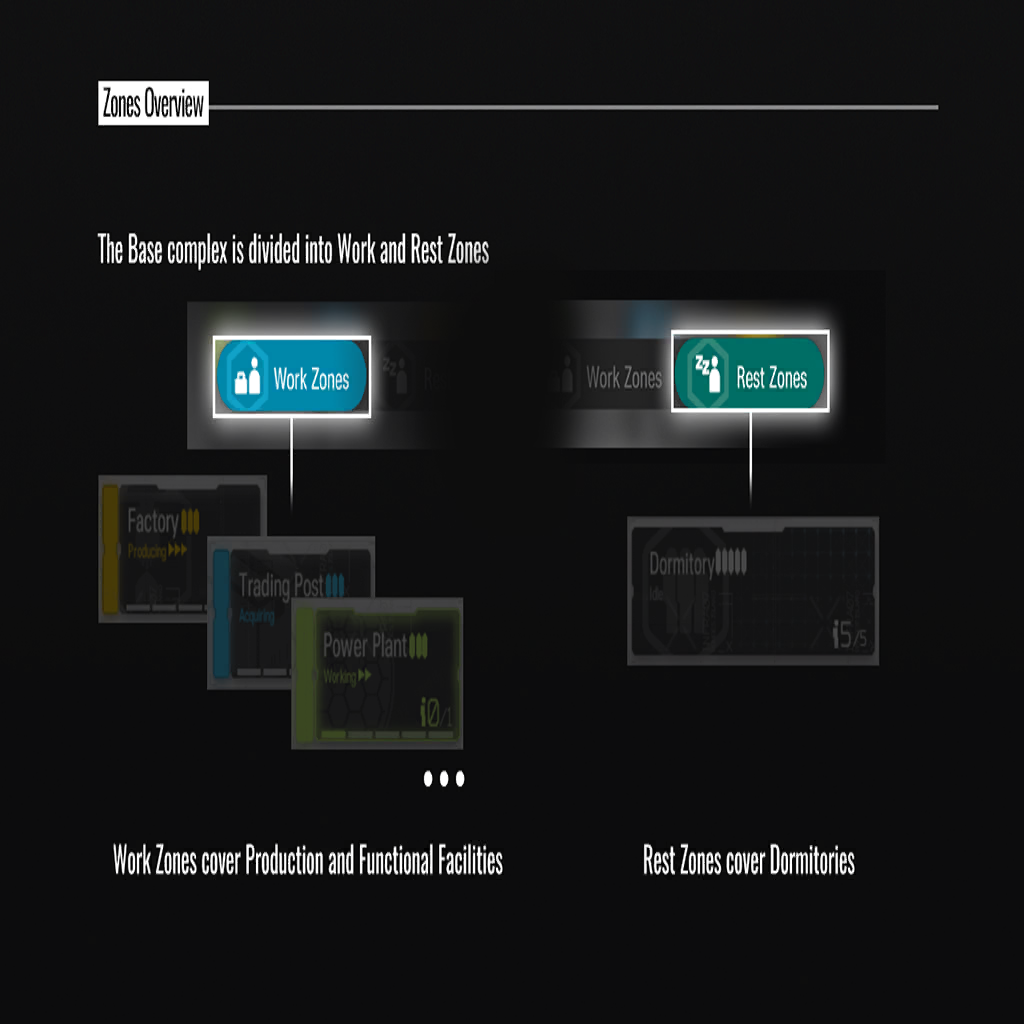 Zones Overview
The Base complex is divided into Work and Rest Zones
Work Zones
Work Zones
Rest Zones
Factory
Producing
Trading Post
Acquiring
Power Plant
Working
0/1
Dormitory
Idle
5/5
Work Zones cover Production and Functional Facilities
Rest Zones cover Dormitories